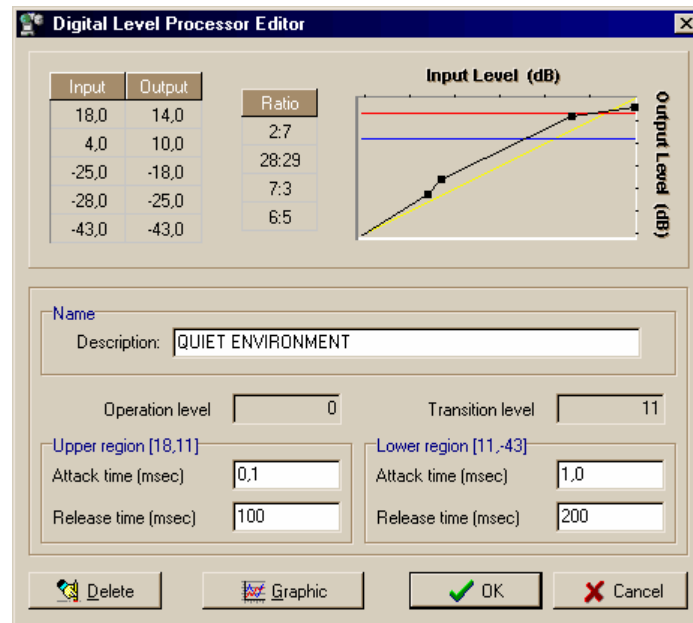 Digital Level Processor Editor
Input Output
18,0 14,0
4,0 10,0
-25,0 -18,0
-28,0 -25,0
-43,0 -43,0
Ratio
2:7
28:29
7:3
6:5
Input Level (dB)
Output Level (dB)
Name
Description: QUIET ENVIRONMENT
Operation level 0
Transition level 11
Upper region [18,11]
Attack time (msec) 0,1
Release time (msec) 100
Lower region [11,-43]
Attack time (msec) 1,0
Release time (msec) 200
Delete
Graphic
OK
Cancel